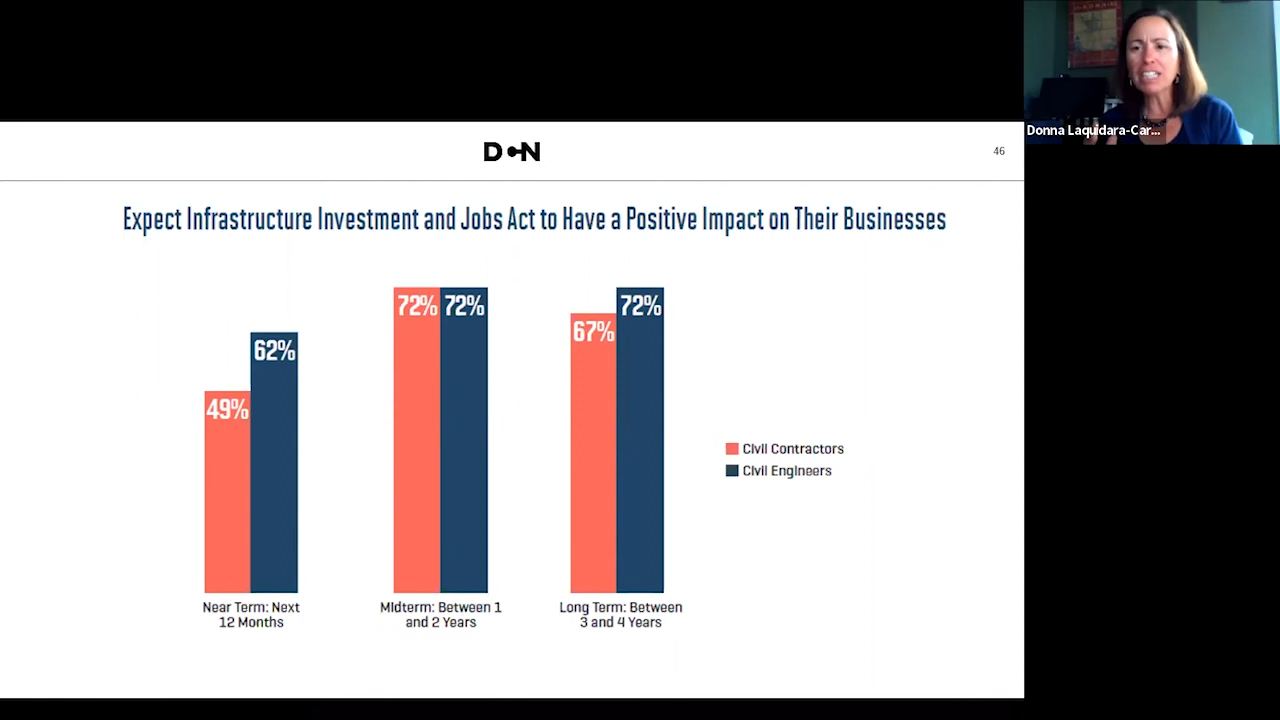 Donna Laquidara-Car...
D•N
46
Expect Infrastructure Investment and Jobs Act to Have a Positive Impact on Their Businesses
49%
62%
72%
72%
67%
72%
Civil Contractors
Civil Engineers
Near Term: Next
12 Months
Midterm: Between 1
and 2 Years
Long Term: Between
3 and 4 Years